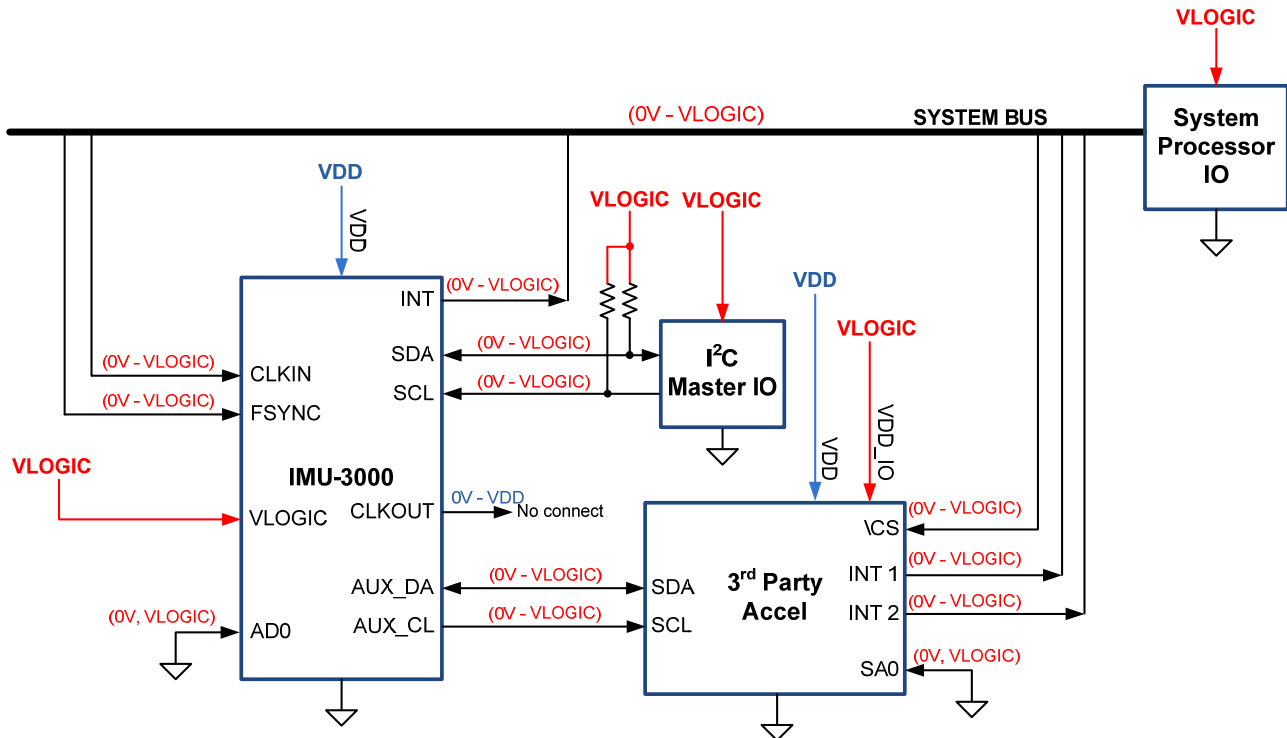 VLOGIC
(0V - VLOGIC)
SYSTEM BUS
System
Processor
IO
VDD
VDD
VLOGIC
VLOGIC
INT
(0V - VLOGIC)
VDD
VLOGIC
SDA
(0V - VLOGIC)
I²C
Master IO
(0V - VLOGIC)
CLKIN
SCL
(0V - VLOGIC)
(0V - VLOGIC)
FSYNC
VDD
VDD_IO
VLOGIC
IMU-3000
VLOGIC
CLKOUT
0V - VDD
No connect
\CS
(0V - VLOGIC)
AUX_DA
(0V - VLOGIC)
SDA
3rd Party
Accel
INT 1
(0V - VLOGIC)
INT 2
(0V - VLOGIC)
(0V, VLOGIC)
AD0
AUX_CL
(0V - VLOGIC)
SCL
SA0
(0V, VLOGIC)